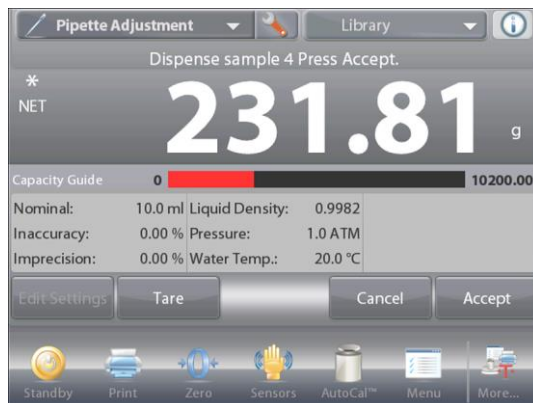 Pipette Adjustment Library
Dispense sample 4 Press Accept.
*
NET
231.81 g
Capacity Guide 0 10200.00
Nominal: 10.0 ml Liquid Density: 0.9982
Inaccuracy: 0.00 % Pressure: 1.0 ATM
Imprecision: 0.00 % Water Temp.: 20.0 °C
Edit Settings Tare Cancel Accept
Standby Print Zero Sensors AutoCal™ Menu More...